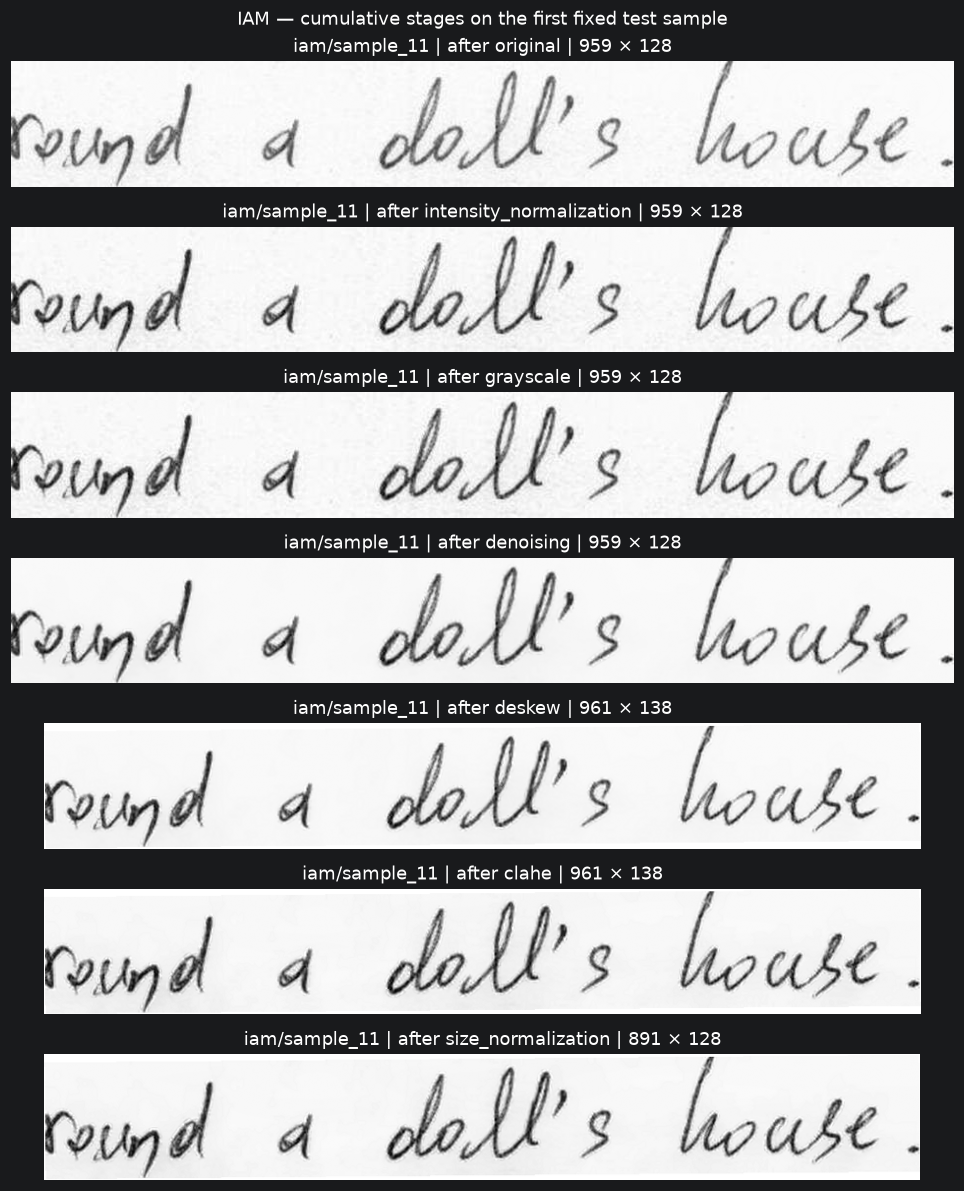 IAM — cumulative stages on the first fixed test sample
iam/sample_11 | after original | 959 × 128
round a doll's house.
iam/sample_11 | after intensity_normalization | 959 × 128
round a doll's house.
iam/sample_11 | after grayscale | 959 × 128
round a doll's house.
iam/sample_11 | after denoising | 959 × 128
round a doll's house.
iam/sample_11 | after deskew | 961 × 138
round a doll's house.
iam/sample_11 | after clahe | 961 × 138
round a doll's house.
iam/sample_11 | after size_normalization | 891 × 128
round a doll's house.